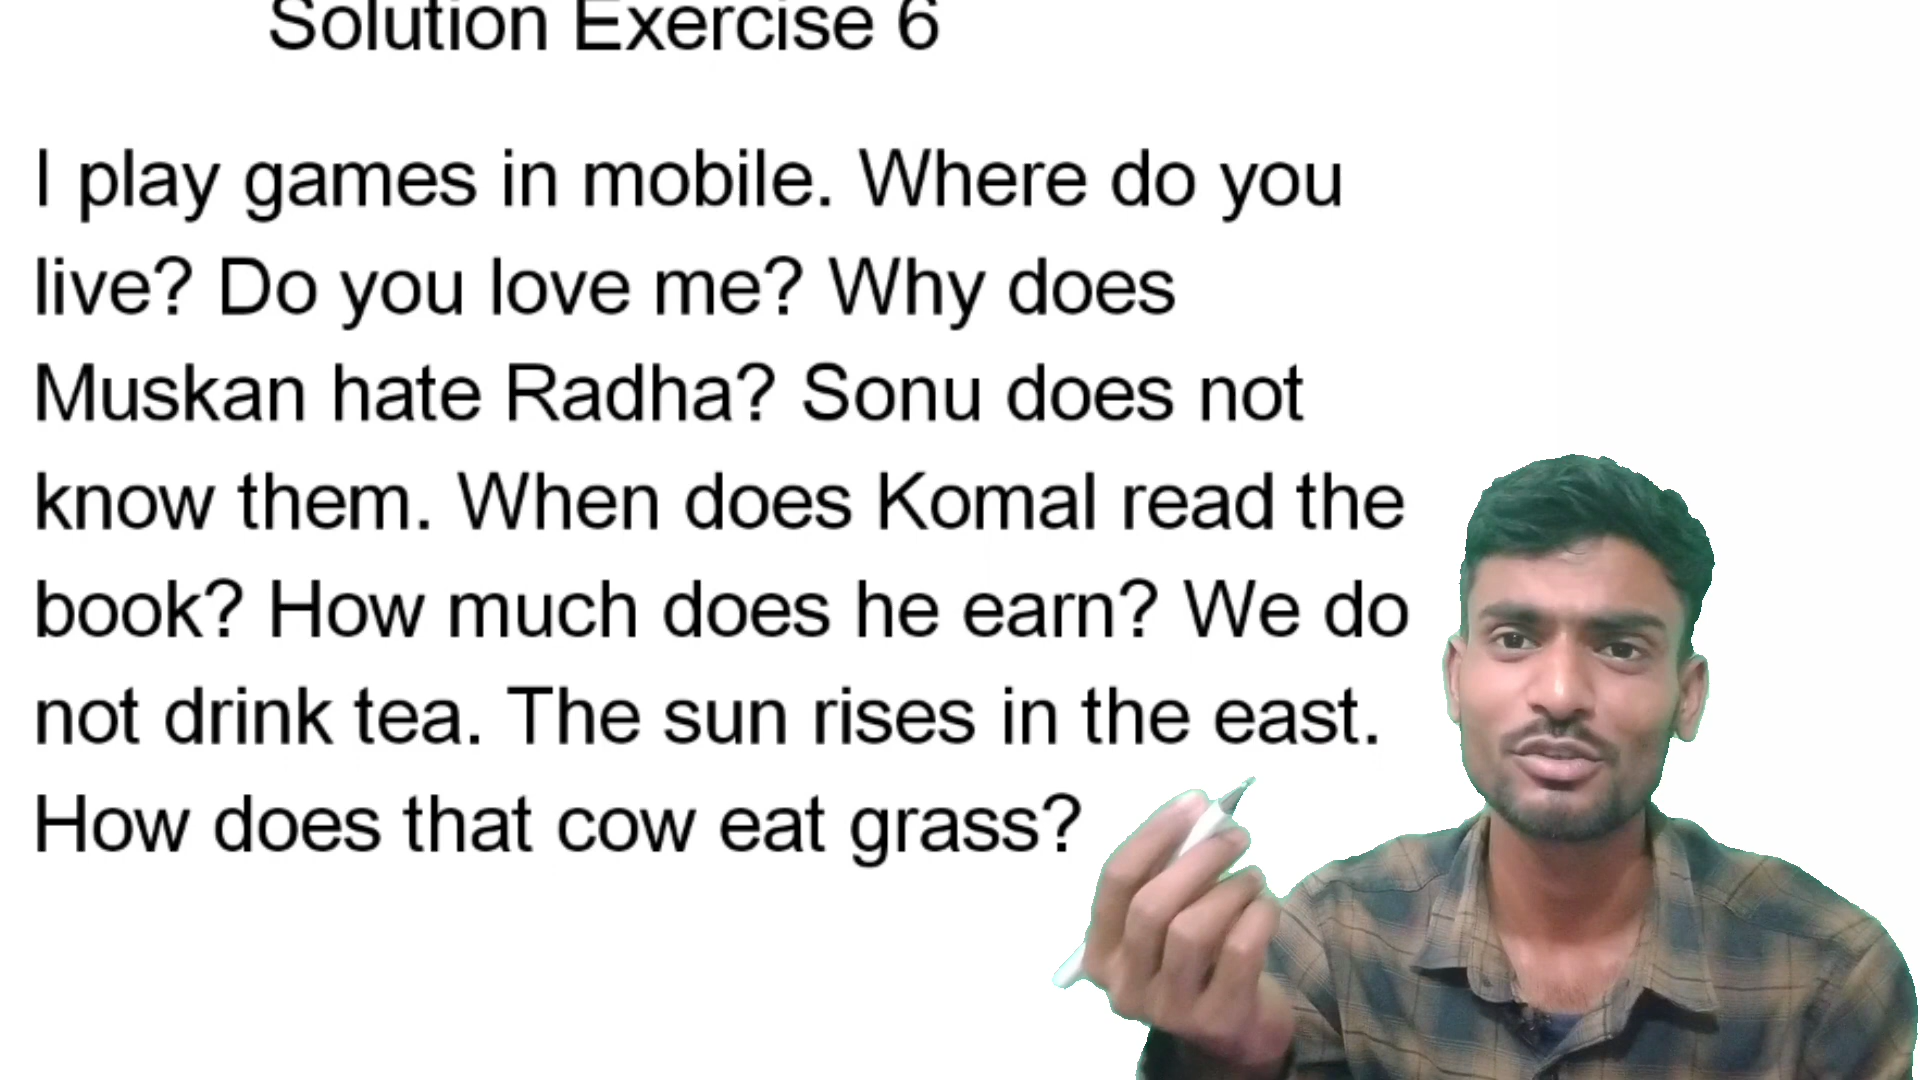 Solution Exercise 6
I play games in mobile. Where do you
live? Do you love me? Why does
Muskan hate Radha? Sonu does not
know them. When does Komal read the
book? How much does he earn? We do
not drink tea. The sun rises in the east.
How does that cow eat grass?